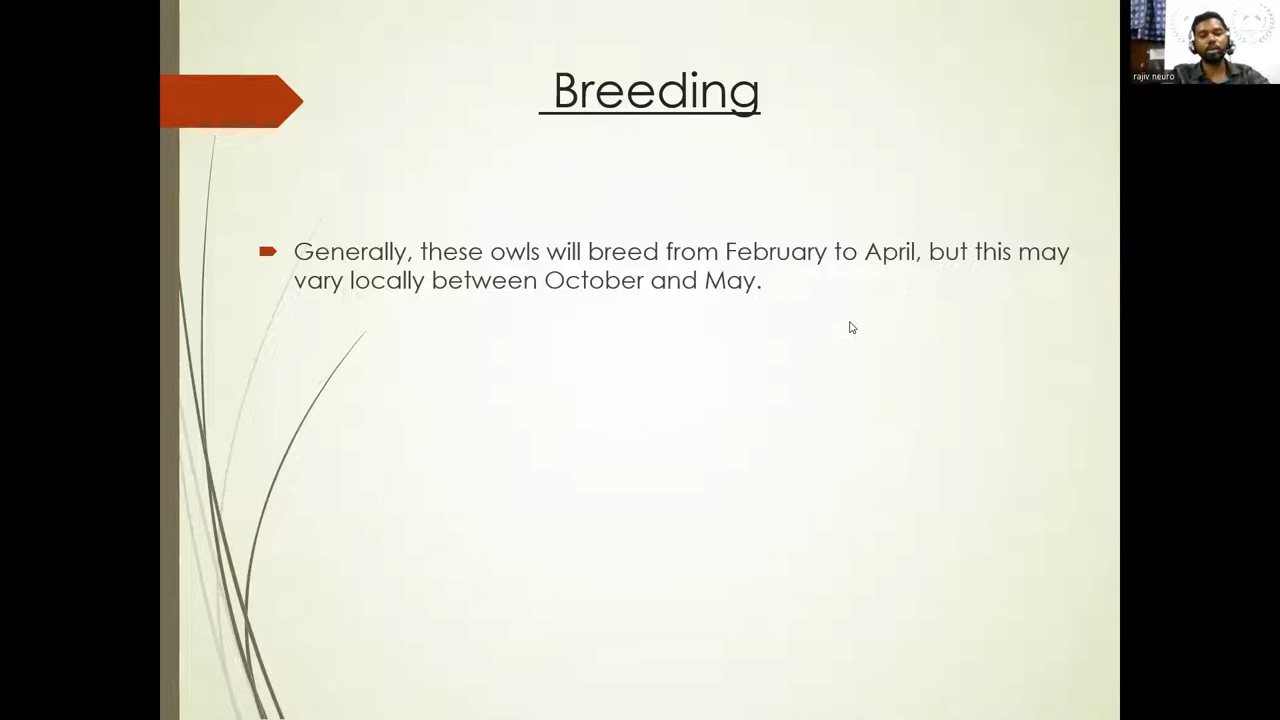 Breeding
Generally, these owls will breed from February to April, but this may
vary locally between October and May.
rajiv neuro